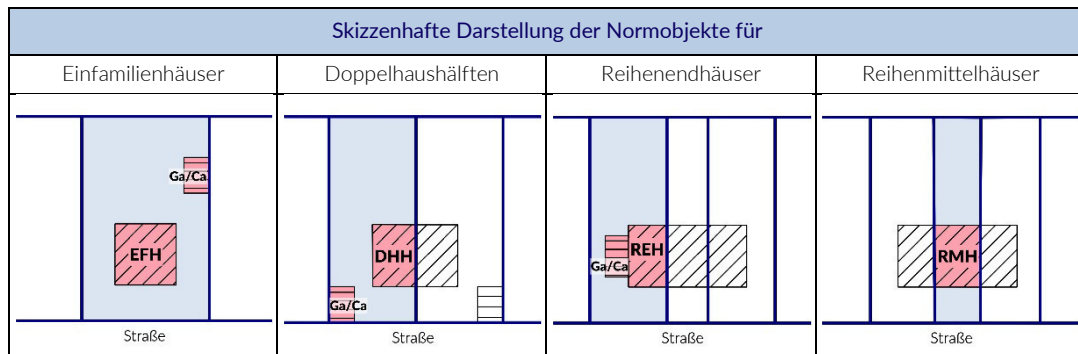 Skizzenhafte Darstellung der Normobjekte für
Einfamilienhäuser
Doppelhaushälften
Reihenendhäuser
Reihenmittelhäuser
Ga/Ca
EFH
Straße
DHH
Ga/Ca
Straße
REH
Ga/Ca
Straße
RMH
Straße